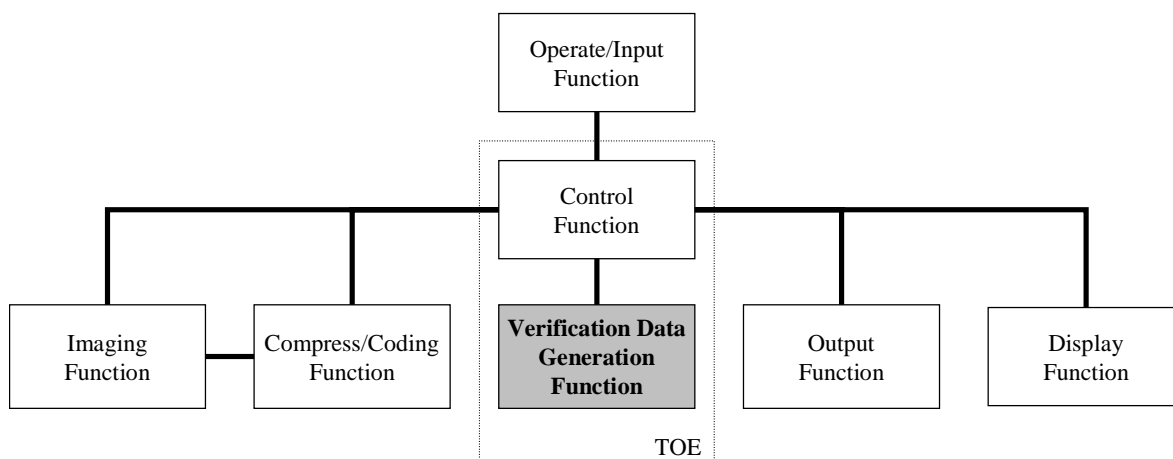 Operate/Input
Function
Control
Function
Imaging
Function
Compress/Coding
Function
Verification Data
Generation
Function
Output
Function
Display
Function
TOE